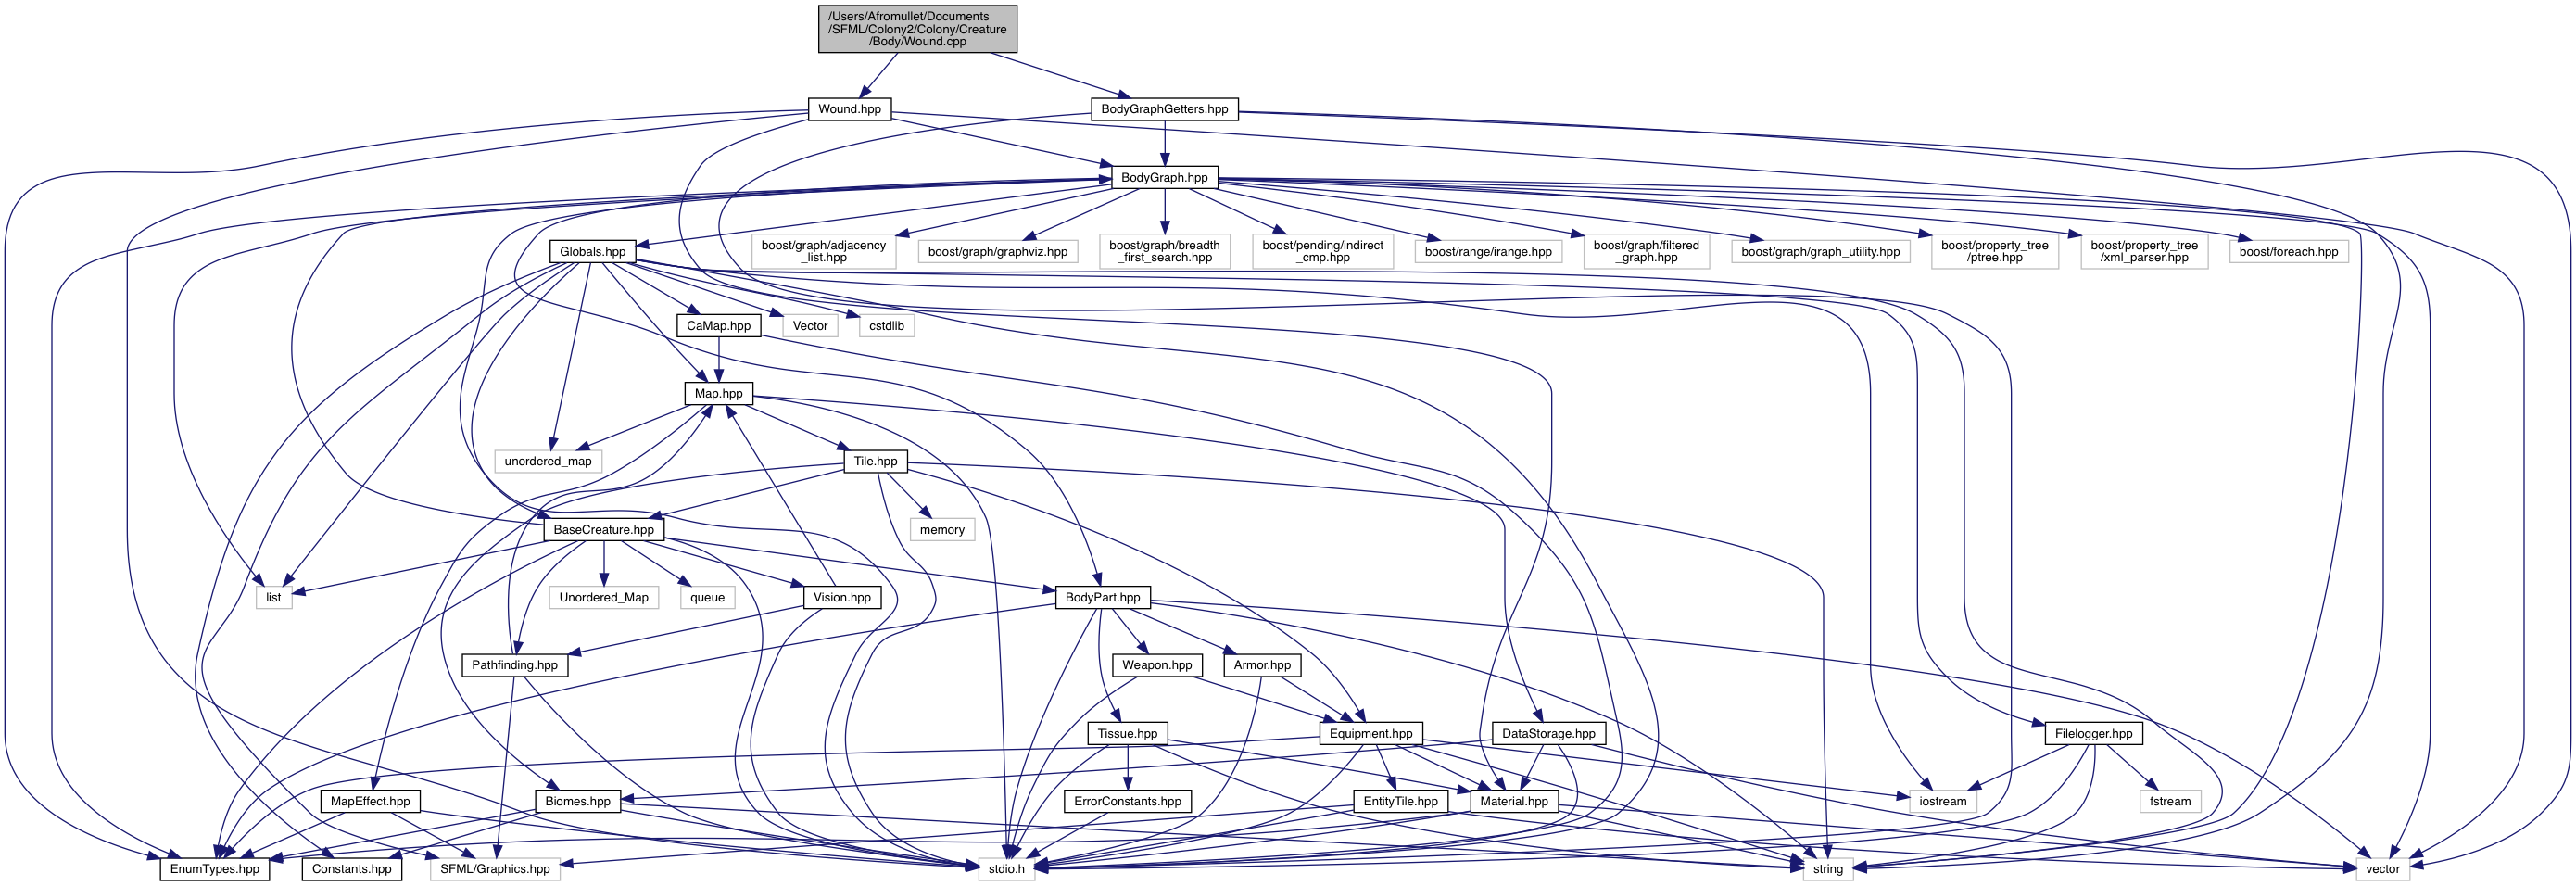 /Users/Afromullet/Documents
/SFML/Colony2/Colony/Creature
/Body/Wound.cpp
Wound.hpp
BodyGraphGetters.hpp
BodyGraph.hpp
Globals.hpp
boost/graph/adjacency
_list.hpp
boost/graph/graphviz.hpp
boost/graph/breadth
_first_search.hpp
boost/pending/indirect
_cmp.hpp
boost/range/irange.hpp
boost/graph/filtered
_graph.hpp
boost/graph/graph_utility.hpp
boost/property_tree
/ptree.hpp
boost/property_tree
/xml_parser.hpp
boost/foreach.hpp
CaMap.hpp
Vector
cstdlib
Map.hpp
unordered_map
Tile.hpp
BaseCreature.hpp
memory
list
Unordered_Map
queue
Vision.hpp
BodyPart.hpp
Pathfinding.hpp
Weapon.hpp
Armor.hpp
Tissue.hpp
Equipment.hpp
DataStorage.hpp
Filelogger.hpp
MapEffect.hpp
Biomes.hpp
ErrorConstants.hpp
EntityTile.hpp
Material.hpp
iostream
fstream
EnumTypes.hpp
Constants.hpp
SFML/Graphics.hpp
stdio.h
string
vector